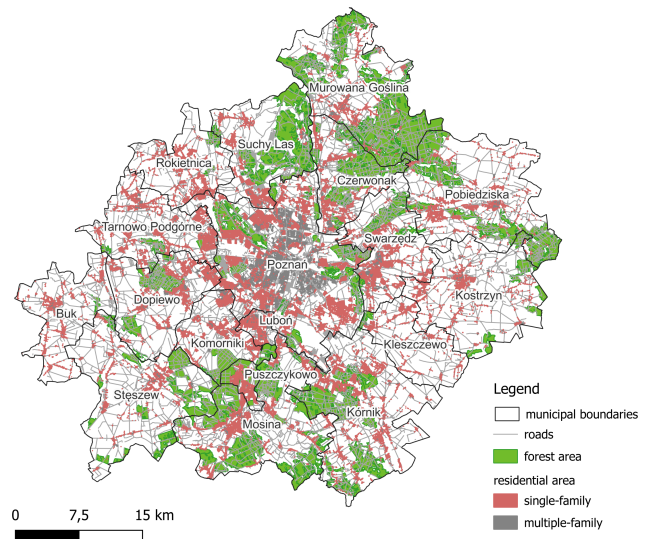 Murowana Goślina
Suchy Las
Rokietnica
Czerwonak
Pobiedziska
Tarnowo Podgórne
Swarzędz
Poznań
Kostrzyn
Dopiewo
Buk
Luboń
Komorniki
Kleszczewo
Puszczykowo
Stęszew
Kórnik
Mosina
Legend
municipal boundaries
roads
forest area
residential area
single-family
multiple-family
0 7,5 15 km